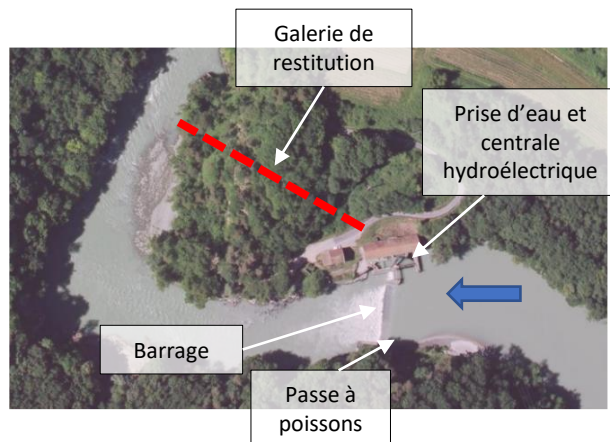 Galerie de
restitution
Prise d’eau et
centrale
hydroélectrique
Barrage
Passe à
poissons